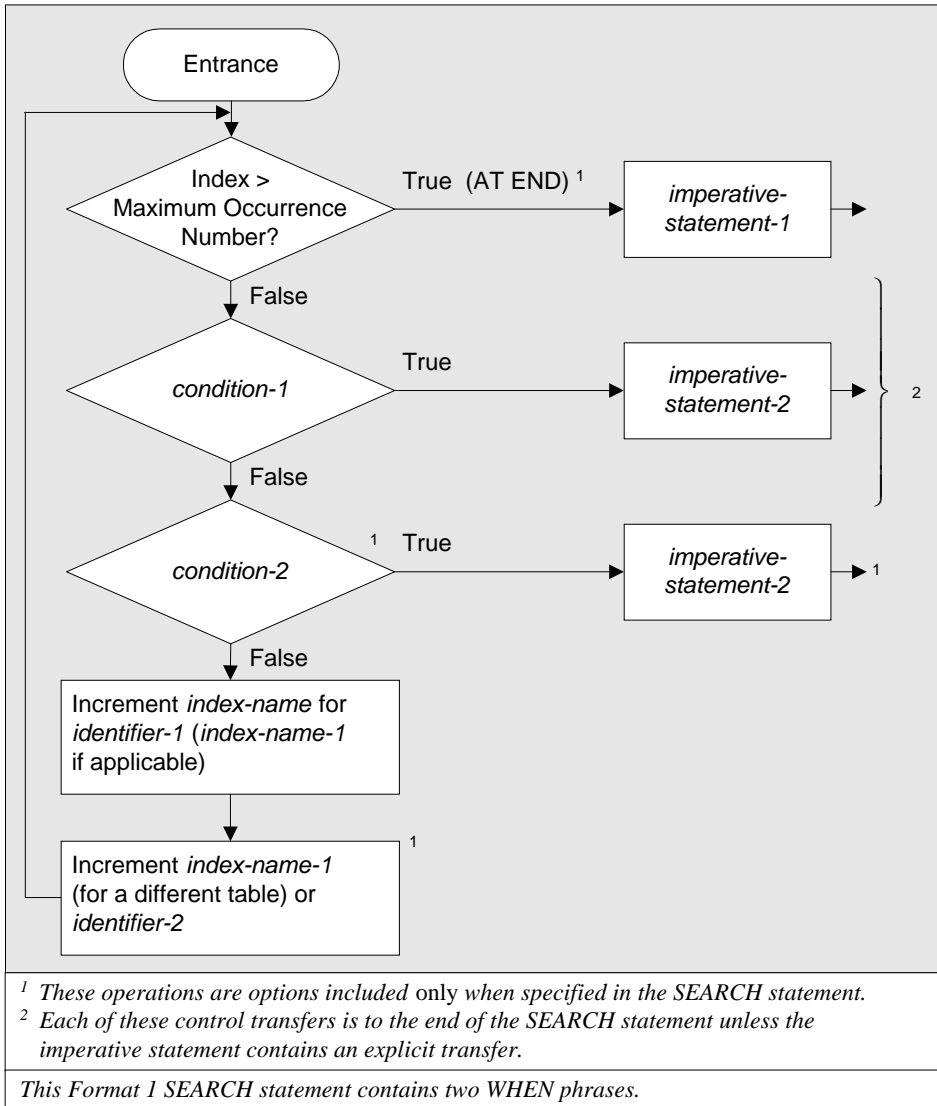 Entrance
Index >
Maximum Occurrence
Number?
True (AT END) 1
imperative-
statement-1
False
condition-1
True
imperative-
statement-2
2
False
condition-2
1 True
imperative-
statement-2
1
False
Increment index-name for
identifier-1 (index-name-1
if applicable)
Increment index-name-1
(for a different table) or
identifier-2
1
1 These operations are options included only when specified in the SEARCH statement.
2 Each of these control transfers is to the end of the SEARCH statement unless the
imperative statement contains an explicit transfer.
This Format 1 SEARCH statement contains two WHEN phrases.